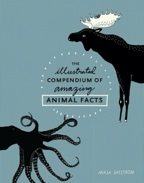 THE
illustrated
COMPENDIUM OF
amazing
ANIMAL FACTS